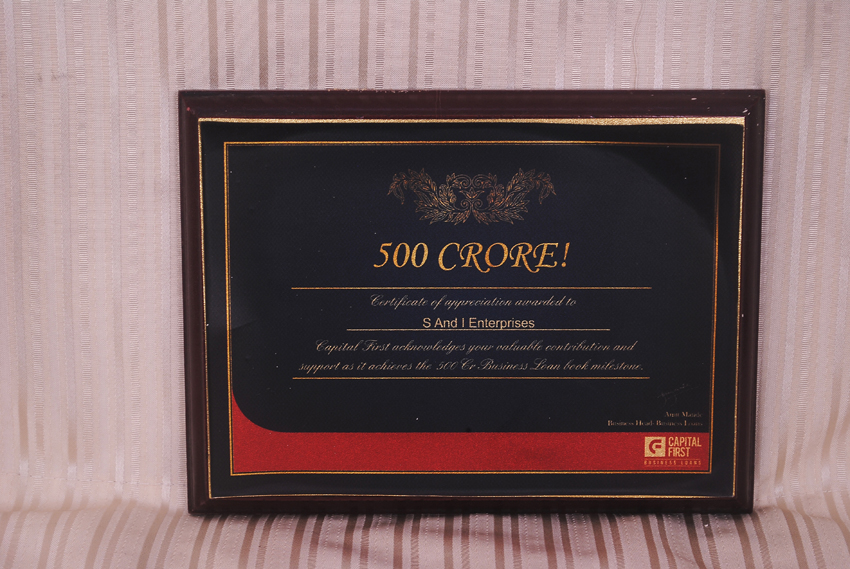 500 CRORE!
Certificate of appreciation awarded to
S And I Enterprises
Capital First acknowledges your valuable contribution and
support as it achieves the 500 Cr Business Loan book milestone.
Business Head-Business Loans
CAPITAL
FIRST
BUSINESS LOANS